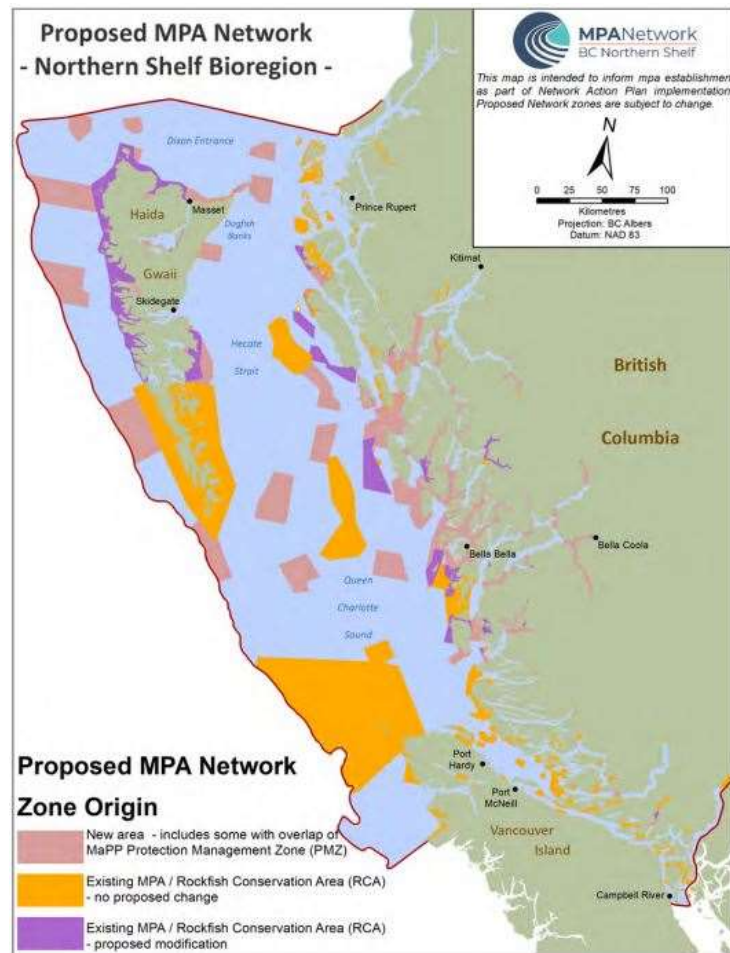 Proposed MPA Network
- Northern Shelf Bioregion -
MPANetwork
BC Northern Shelf
This map is intended to inform mpa establishmen
as part of Network Action Plan implementation
Proposed Network zones are subject to change.
N
0 25 50 75 100
Kilometres
Projection: BC Albers
Datum: NAD 83
Dixon Entrance
Haida
Masset
Prince Rupert
Dogfish
Banks
Gwaii
Kitimat
Skidegate
Hecate
Strait
British
Columbia
Bella Bella
Bella Coola
Queen
Charlotte
Sound
Port
Hardy
Port
McNeill
Vancouver
Island
Campbell River
Proposed MPA Network
Zone Origin
New area - includes some with overlap of
MaPP Protection Management Zone (PMZ)
Existing MPA / Rockfish Conservation Area (RCA)
- no proposed change
Existing MPA / Rockfish Conservation Area (RCA)
- proposed modification